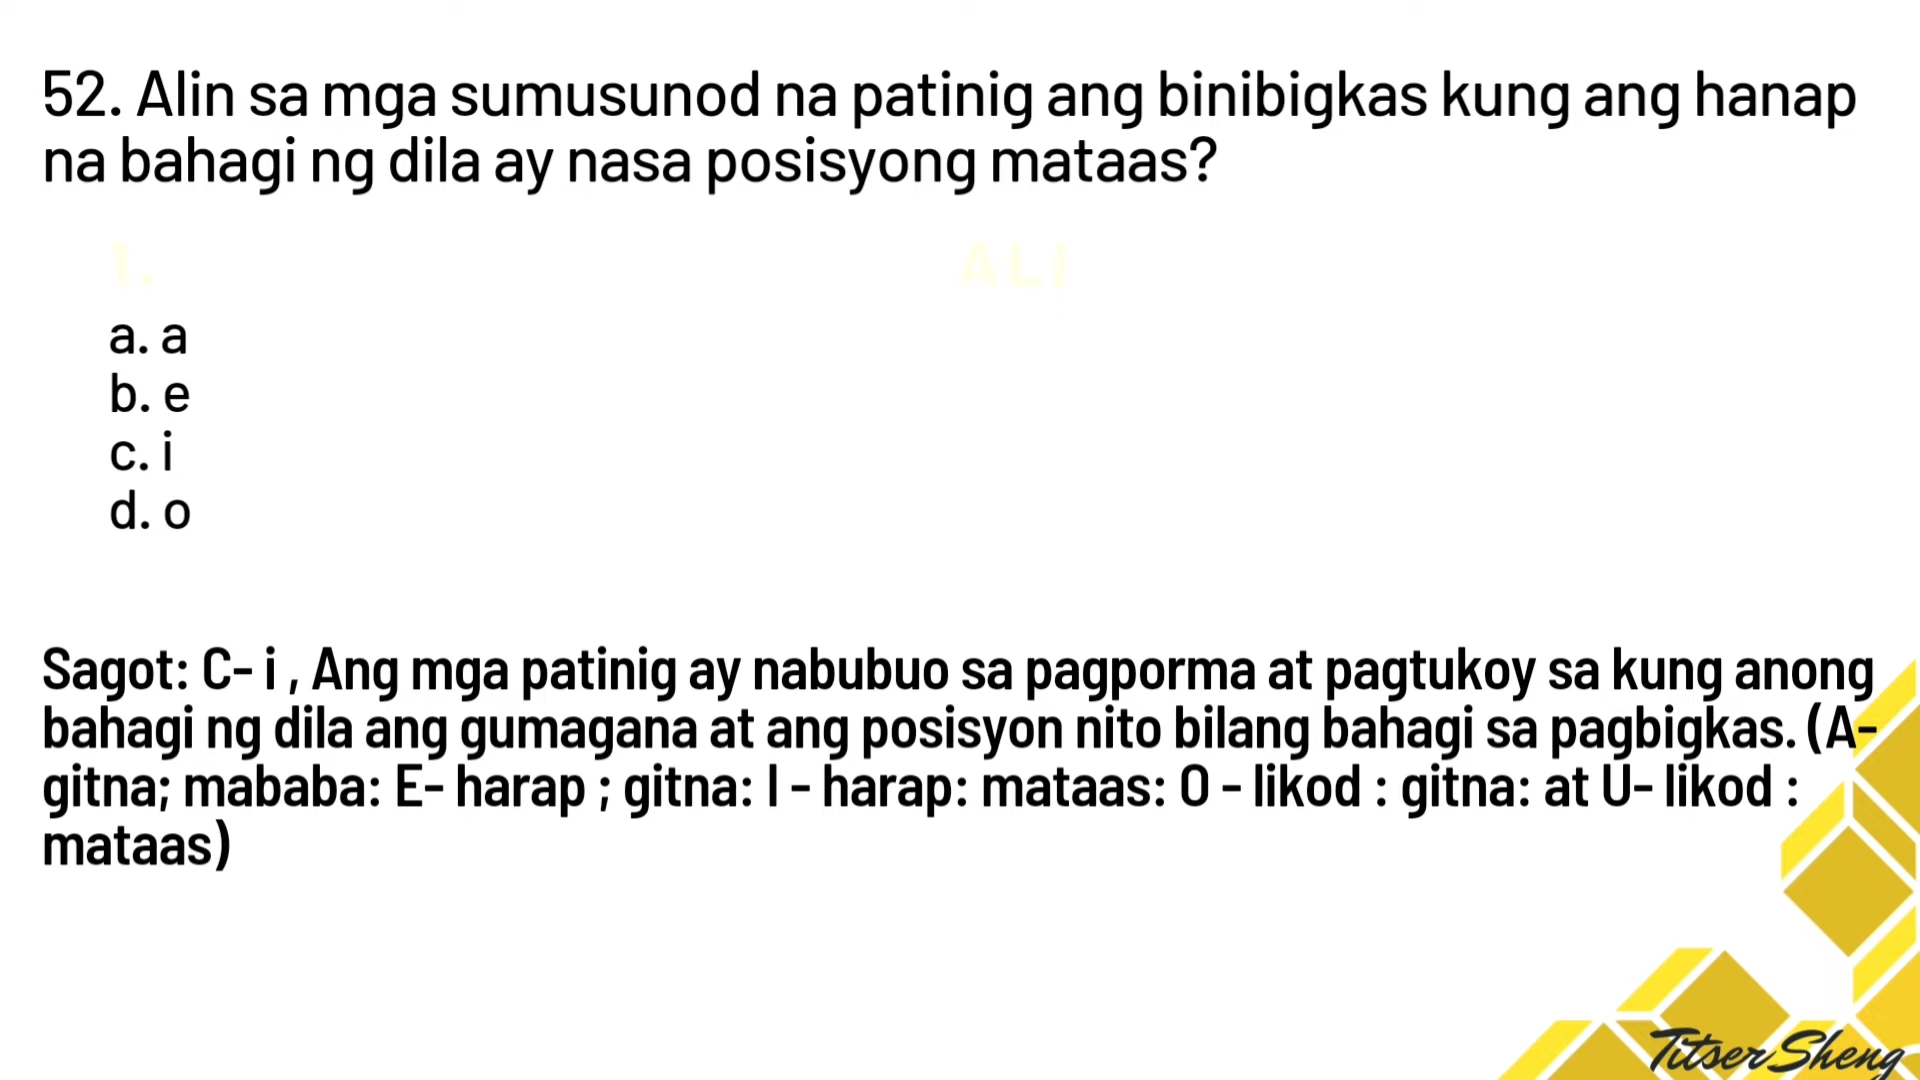 52. Alin sa mga sumusunod na patinig ang binibigkas kung ang hanap
na bahagi ng dila ay nasa posisyong mataas?
1. ALI
a. a
b. e
c. i
d. o
Sagot: C- i , Ang mga patinig ay nabubuo sa pagporma at pagtukoy sa kung anong
bahagi ng dila ang gumagana at ang posisyon nito bilang bahagi sa pagbigkas. (A-
gitna; mababa: E- harap ; gitna: I - harap: mataas: O - likod : gitna: at U- likod :
mataas)
Titser Sheng